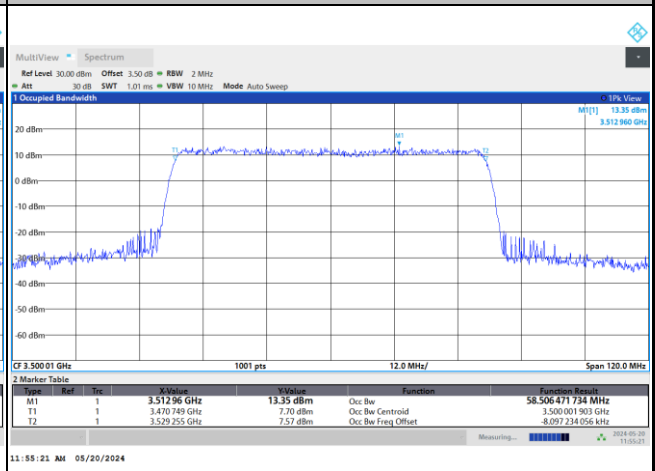 MultiView Spectrum
Ref Level 30.00 dBm Offset 3.50 dB RBW 2 MHz
Att 30 dB SWT 1.01 ms VBW 10 MHz Mode Auto Sweep
1 Occupied Bandwidth 1Pk View
M1[1] 13.35 dBm
3.512 960 GHz
20 dBm
M1
T1 T2
10 dBm
0 dBm
-10 dBm
-20 dBm
-30 dBm
-40 dBm
-50 dBm
-60 dBm
CF 3.500 01 GHz 1001 pts 12.0 MHz/ Span 120.0 MHz
2 Marker Table
Type Ref Trc X-Value Y-Value Function Function Result
M1 1 3.512 96 GHz 13.35 dBm Occ Bw 58.506 471 734 MHz
T1 1 3.470 749 GHz 7.70 dBm Occ Bw Centroid 3.500 001 903 GHz
T2 1 3.529 255 GHz 7.57 dBm Occ Bw Freq Offset -8.097 234 056 kHz
Measuring... 2024-05-20
11:55:21
11:55:21 AM 05/20/2024